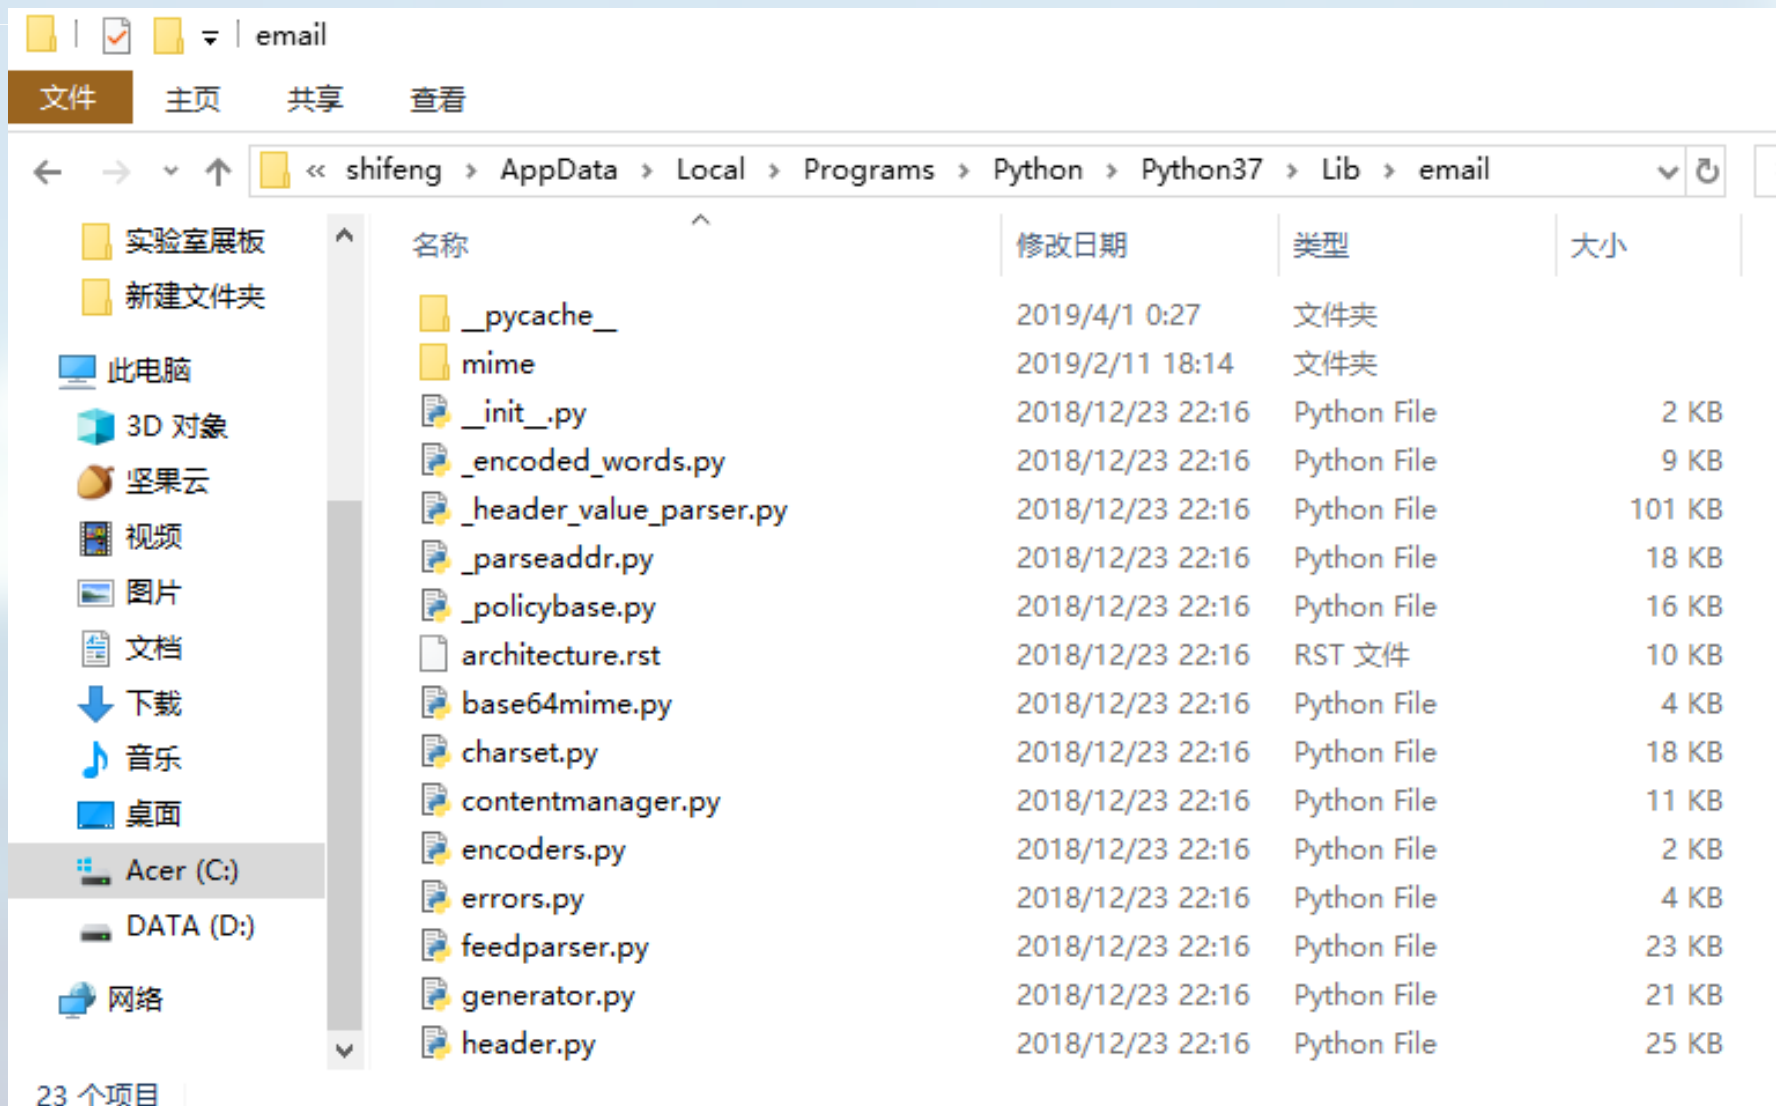 email
文件 主页 共享 查看
« shifeng › AppData › Local › Programs › Python › Python37 › Lib › email
实验室展板
新建文件夹
此电脑
3D 对象
坚果云
视频
图片
文档
下载
音乐
桌面
Acer (C:)
DATA (D:)
网络
名称 修改日期 类型 大小
__pycache__ 2019/4/1 0:27 文件夹
mime 2019/2/11 18:14 文件夹
__init__.py 2018/12/23 22:16 Python File 2 KB
_encoded_words.py 2018/12/23 22:16 Python File 9 KB
_header_value_parser.py 2018/12/23 22:16 Python File 101 KB
_parseaddr.py 2018/12/23 22:16 Python File 18 KB
_policybase.py 2018/12/23 22:16 Python File 16 KB
architecture.rst 2018/12/23 22:16 RST 文件 10 KB
base64mime.py 2018/12/23 22:16 Python File 4 KB
charset.py 2018/12/23 22:16 Python File 18 KB
contentmanager.py 2018/12/23 22:16 Python File 11 KB
encoders.py 2018/12/23 22:16 Python File 2 KB
errors.py 2018/12/23 22:16 Python File 4 KB
feedparser.py 2018/12/23 22:16 Python File 23 KB
generator.py 2018/12/23 22:16 Python File 21 KB
header.py 2018/12/23 22:16 Python File 25 KB
23 个项目